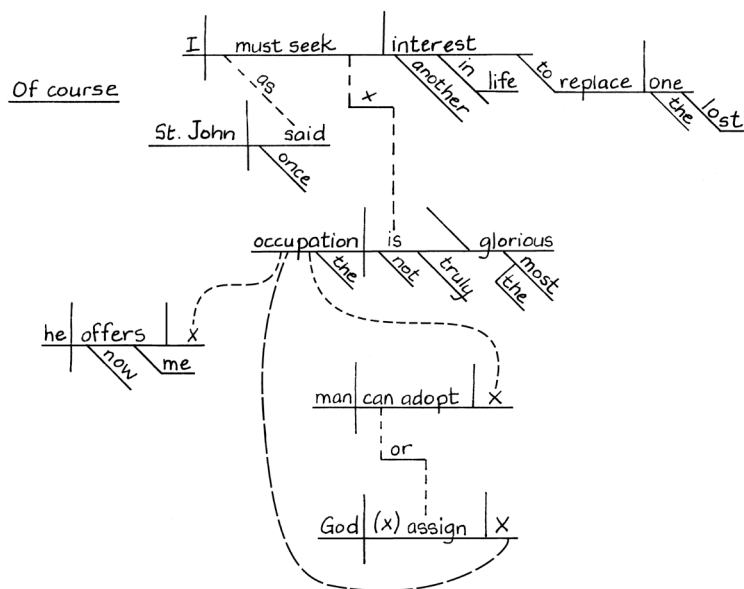 I must seek interest
as another in life to replace one the lost
Of course
x
St. John said
once
occupation is glorious
the not truly the most
he offers x
now me
man can adopt x
or
God (x) assign x